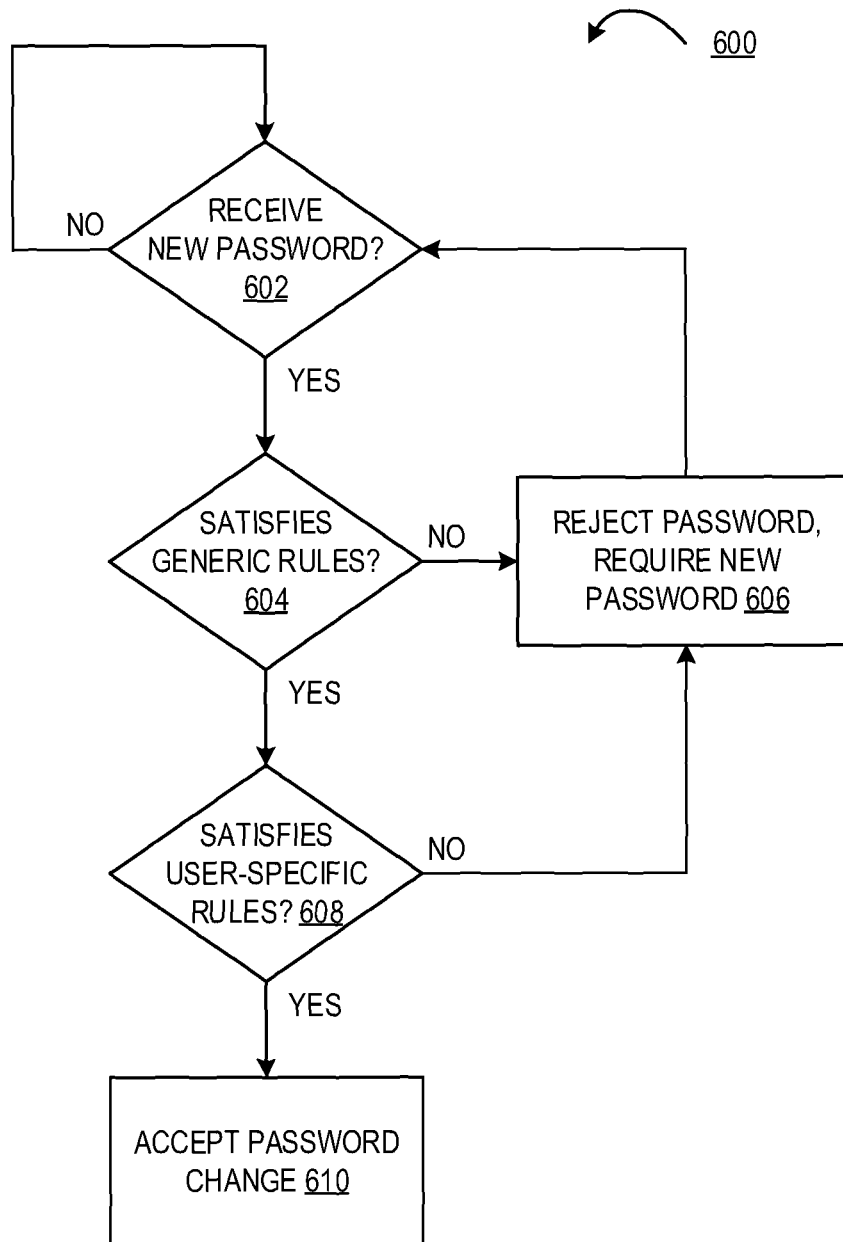 600
RECEIVE
NEW PASSWORD?
602
NO
YES
SATISFIES
GENERIC RULES?
604
NO
REJECT PASSWORD,
REQUIRE NEW
PASSWORD 606
YES
SATISFIES
USER-SPECIFIC
RULES? 608
NO
YES
ACCEPT PASSWORD
CHANGE 610